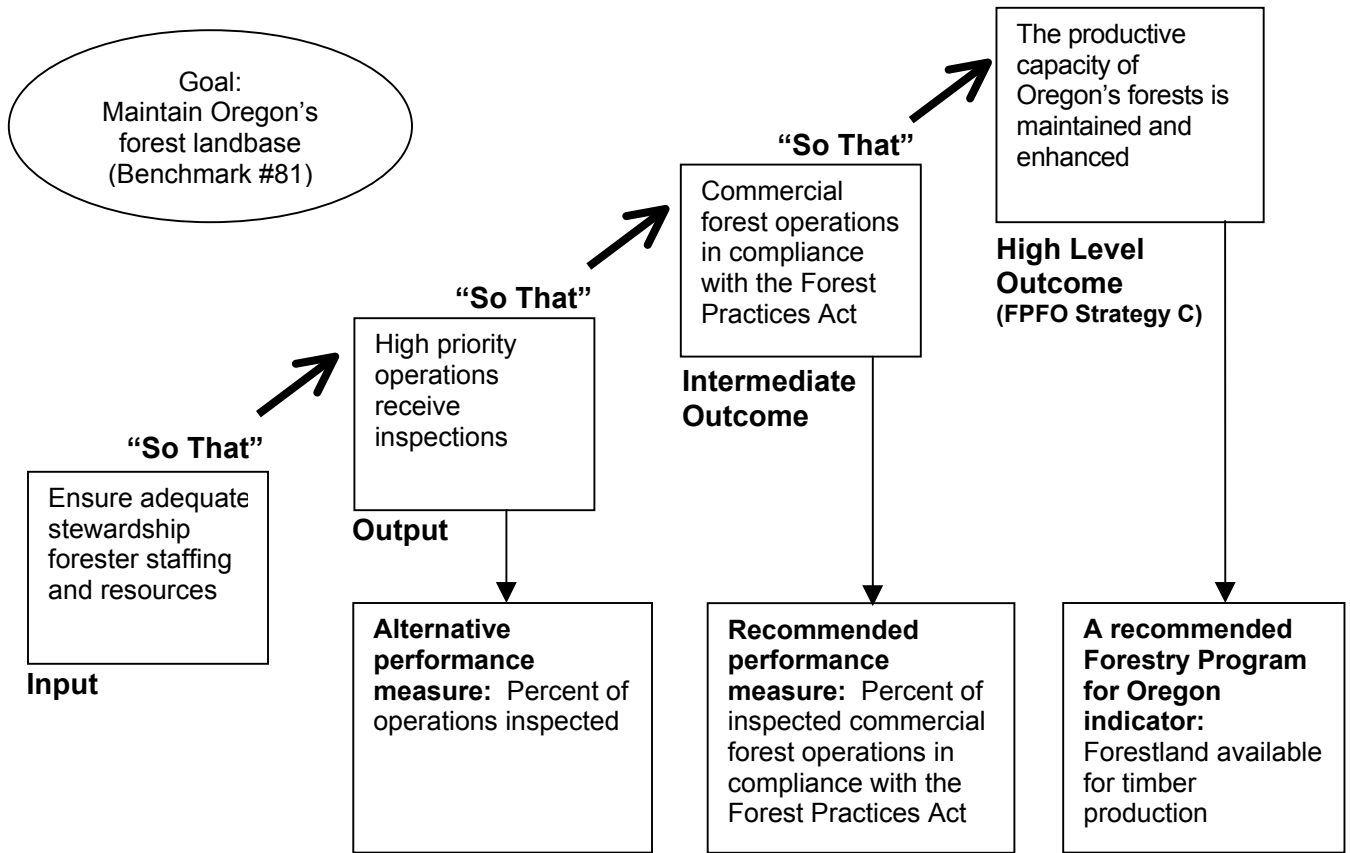 Goal:
Maintain Oregon’s
forest landbase
(Benchmark #81)
The productive
capacity of
Oregon’s forests is
maintained and
enhanced
High Level
Outcome
(FPFO Strategy C)
“So That”
Commercial
forest operations
in compliance
with the Forest
Practices Act
Intermediate
Outcome
“So That”
High priority
operations
receive
inspections
Output
“So That”
Ensure adequate
stewardship
forester staffing
and resources
Input
Alternative
performance
measure: Percent of
operations inspected
Recommended
performance
measure: Percent of
inspected commercial
forest operations in
compliance with the
Forest Practices Act
A recommended
Forestry Program
for Oregon
indicator:
Forestland available
for timber
production